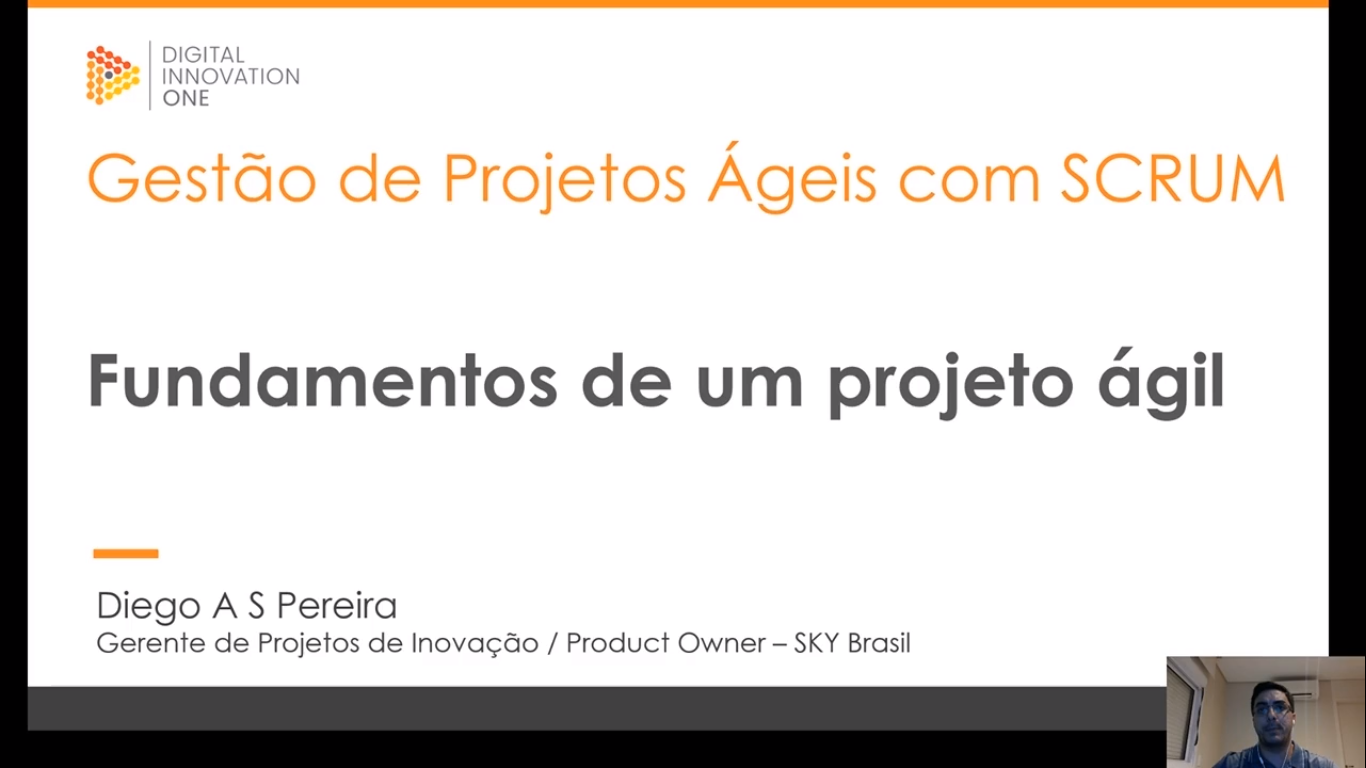 DIGITAL
INNOVATION
ONE
Gestão de Projetos Ágeis com SCRUM
Fundamentos de um projeto ágil
Diego A S Pereira
Gerente de Projetos de Inovação / Product Owner – SKY Brasil